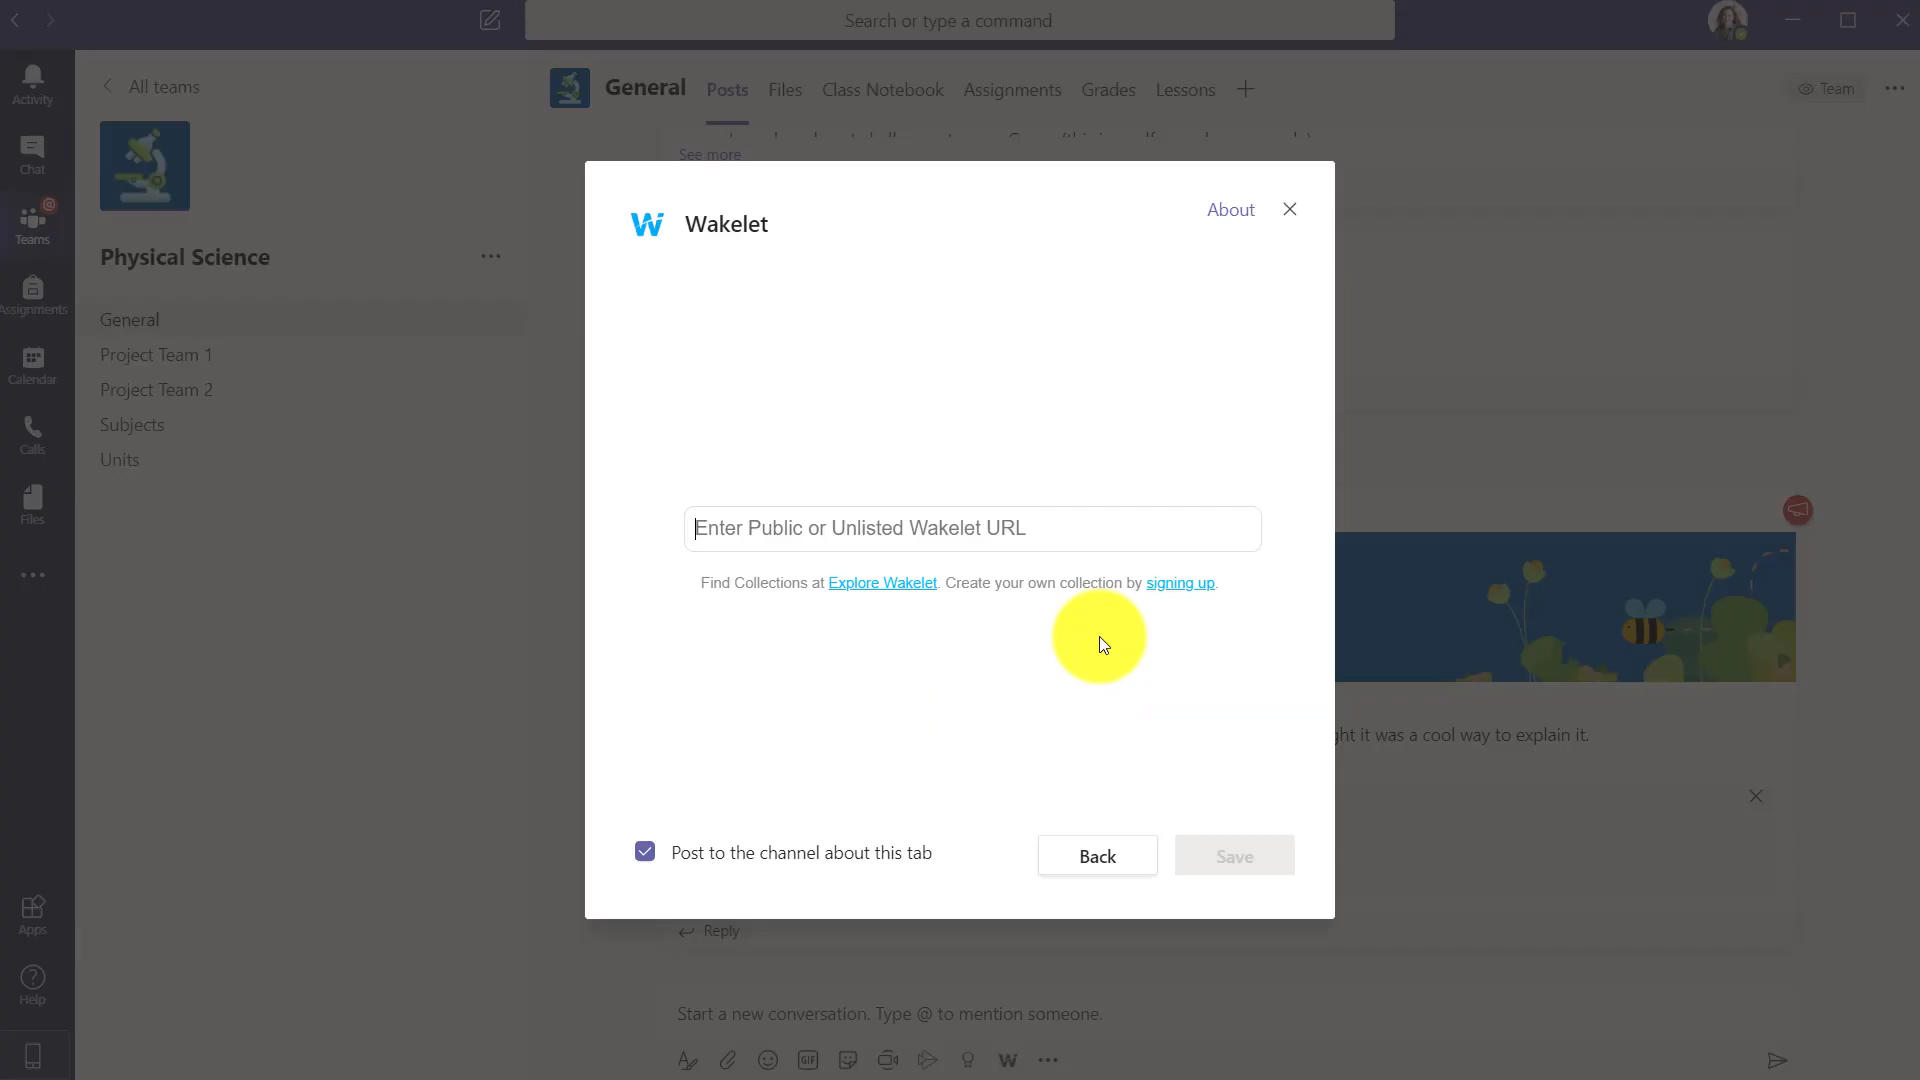 Search or type a command
Activity
Chat
Teams
Assignments
Calendar
Calls
Files
Apps
Help
All teams
Physical Science
General
Project Team 1
Project Team 2
Subjects
Units
General Posts Files Class Notebook Assignments Grades Lessons
Team
See more
Wakelet
About
Enter Public or Unlisted Wakelet URL
Find Collections at Explore Wakelet. Create your own collection by signing up.
Post to the channel about this tab
Back
Save
it was a cool way to explain it.
Reply
Start a new conversation. Type @ to mention someone.
GIF